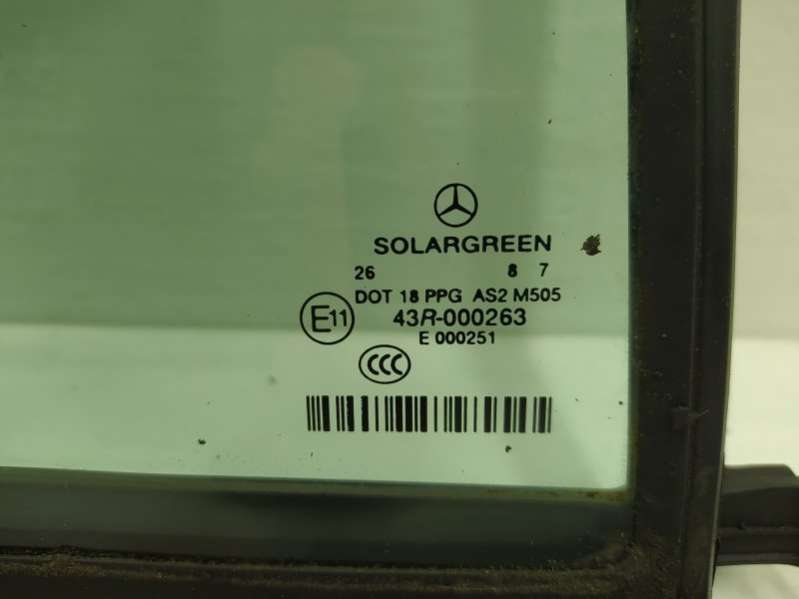 SOLARGREEN
26 8 7
DOT 18 PPG AS2 M505
E11 43R-000263
E 000251
CCC